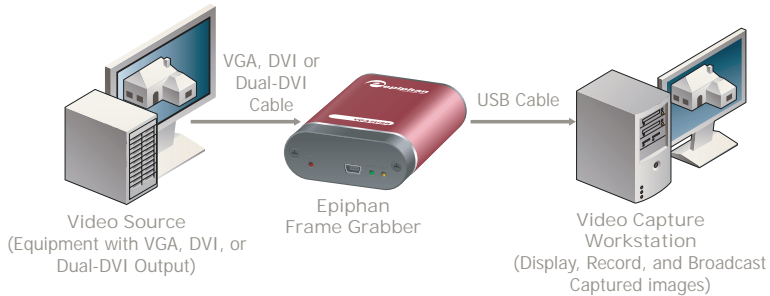 VGA, DVI or
Dual-DVI
Cable
epiphan
USB Cable
Video Source
(Equipment with VGA, DVI, or
Dual-DVI Output)
Epiphan
Frame Grabber
Video Capture
Workstation
(Display, Record, and Broadcast
Captured images)